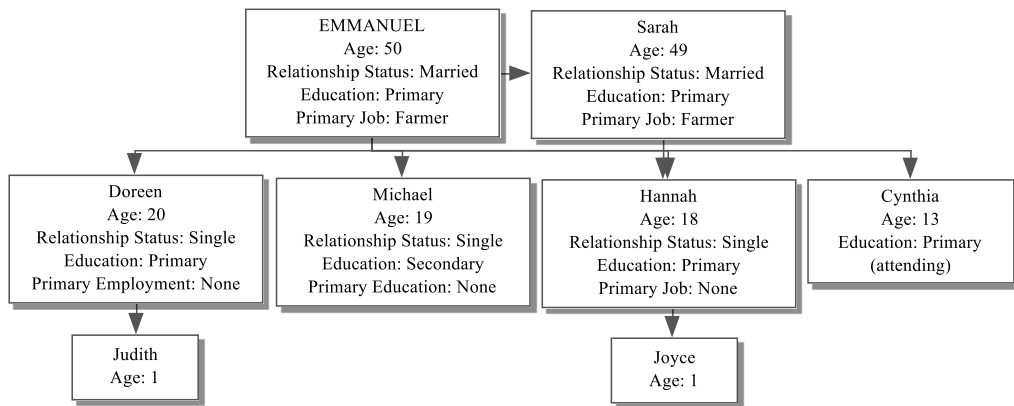 EMMANUEL
Age: 50
Relationship Status: Married
Education: Primary
Primary Job: Farmer
Sarah
Age: 49
Relationship Status: Married
Education: Primary
Primary Job: Farmer
Doreen
Age: 20
Relationship Status: Single
Education: Primary
Primary Employment: None
Michael
Age: 19
Relationship Status: Single
Education: Secondary
Primary Education: None
Hannah
Age: 18
Relationship Status: Single
Education: Primary
Primary Job: None
Cynthia
Age: 13
Education: Primary
(attending)
Judith
Age: 1
Joyce
Age: 1